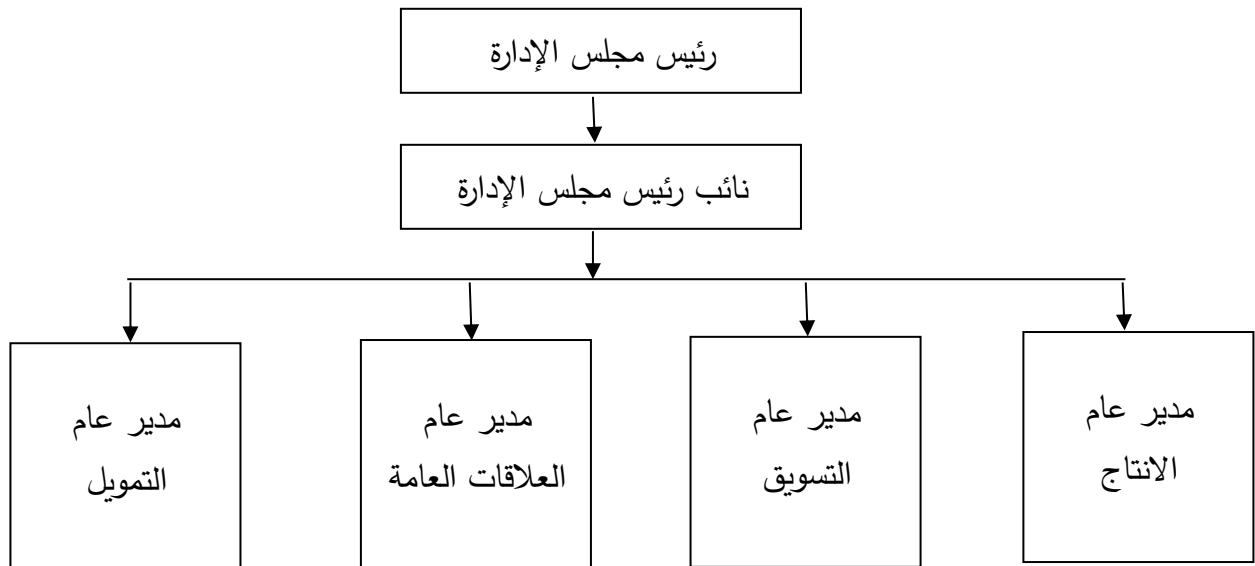 رئيس مجلس الإدارة
نائب رئيس مجلس الإدارة
مدير عام
الانتاج
مدير عام
التسويق
مدير عام
العلاقات العامة
مدير عام
التمويل